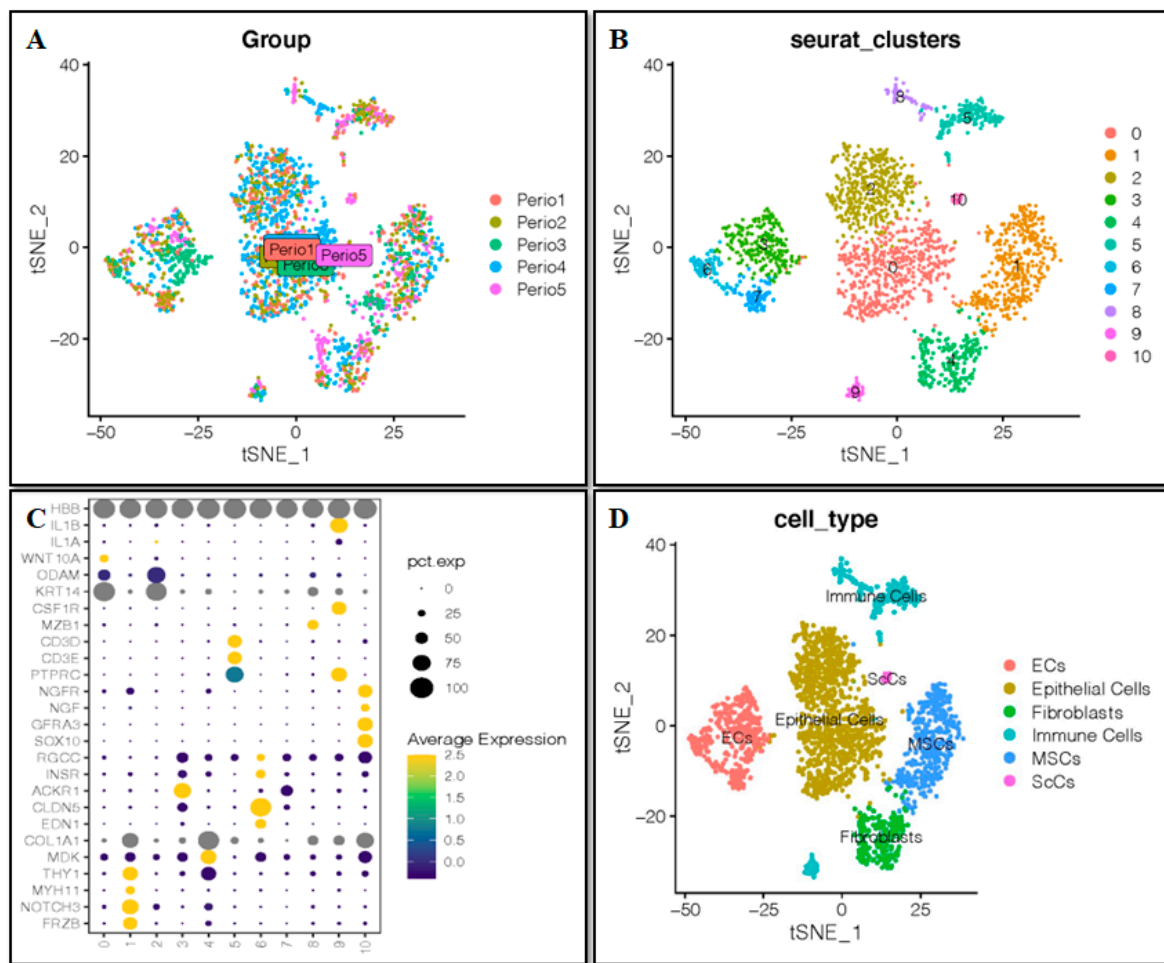 A
Group
tSNE_2
40
20
0
−20
−50
−25
0
25
tSNE_1
Perio1
Perio5
Perio1
Perio2
Perio3
Perio4
Perio5
B
seurat_clusters
tSNE_2
40
20
0
−20
−50
−25
0
25
tSNE_1
8
5
2
10
3
0
1
6
7
4
9
0
1
2
3
4
5
6
7
8
9
10
C
HBB
IL1B
IL1A
WNT10A
ODAM
KRT14
CSF1R
MZB1
CD3D
CD3E
PTPRC
NGFR
NGF
GFRA3
SOX10
RGCC
INSR
ACKR1
CLDN5
EDN1
COL1A1
MDK
THY1
MYH11
NOTCH3
FRZB
0 1 2 3 4 5 6 7 8 9 10
pct.exp
0
25
50
75
100
Average Expression
2.5
2.0
1.5
1.0
0.5
0.0
D
cell_type
tSNE_2
40
20
0
−20
−50
−25
0
25
tSNE_1
Immune Cells
ScCs
Epithelial Cells
ECs
MSCs
Fibroblasts
ECs
Epithelial Cells
Fibroblasts
Immune Cells
MSCs
ScCs